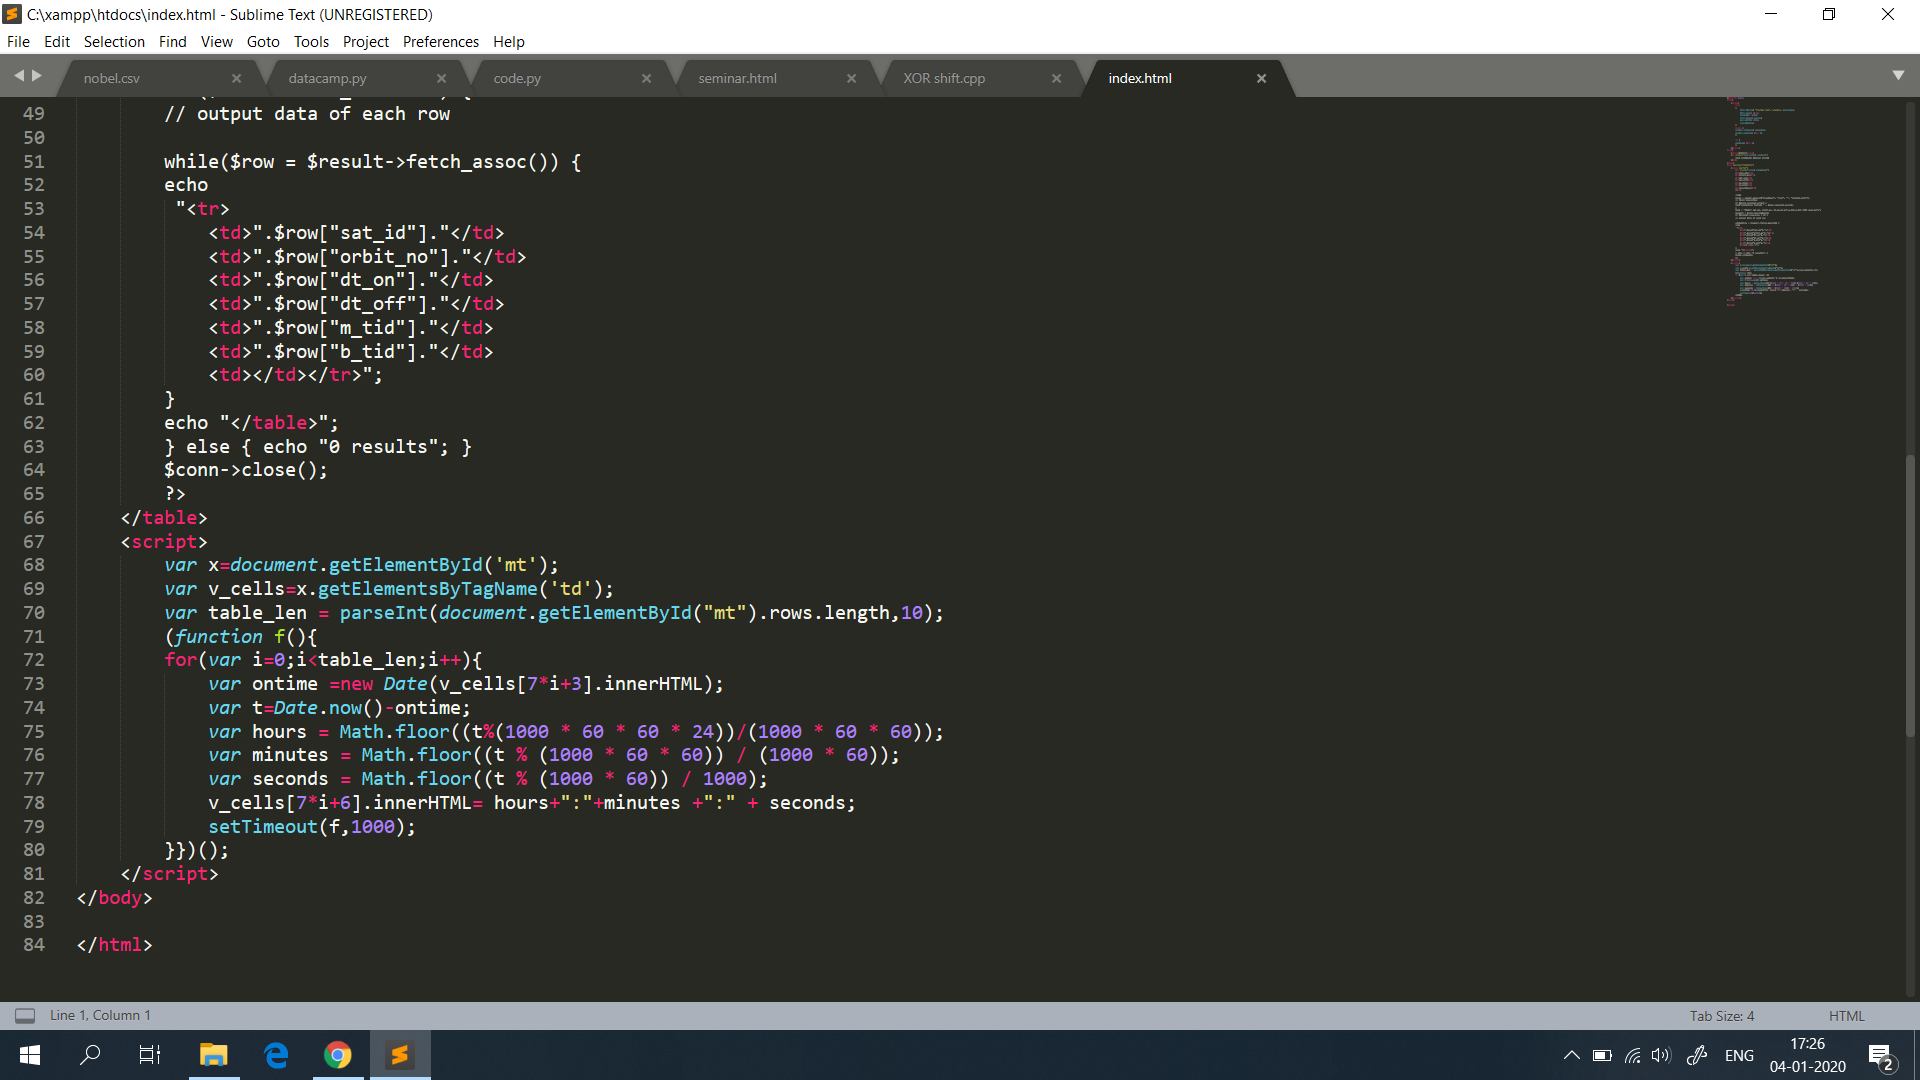 C:\xampp\htdocs\index.html - Sublime Text (UNREGISTERED)
File Edit Selection Find View Goto Tools Project Preferences Help
nobel.csv datacamp.py code.py seminar.html XOR shift.cpp index.html
49 // output data of each row
50
51 while($row = $result->fetch_assoc()) {
52 echo
53 "<tr>
54 <td>".$row["sat_id"]."</td>
55 <td>".$row["orbit_no"]."</td>
56 <td>".$row["dt_on"]."</td>
57 <td>".$row["dt_off"]."</td>
58 <td>".$row["m_tid"]."</td>
59 <td>".$row["b_tid"]."</td>
60 <td></td></tr>";
61 }
62 echo "</table>";
63 } else { echo "0 results"; }
64 $conn->close();
65 ?>
66 </table>
67 <script>
68 var x=document.getElementById('mt');
69 var v_cells=x.getElementsByTagName('td');
70 var table_len = parseInt(document.getElementById("mt").rows.length,10);
71 (function f(){
72 for(var i=0;i<table_len;i++){
73 var ontime =new Date(v_cells[7*i+3].innerHTML);
74 var t=Date.now()-ontime;
75 var hours = Math.floor((t%(1000 * 60 * 60 * 24))/(1000 * 60 * 60));
76 var minutes = Math.floor((t % (1000 * 60 * 60)) / (1000 * 60));
77 var seconds = Math.floor((t % (1000 * 60)) / 1000);
78 v_cells[7*i+6].innerHTML= hours+":"+minutes +":" + seconds;
79 setTimeout(f,1000);
80 }})();
81 </script>
82 </body>
83
84 </html>
Line 1, Column 1 Tab Size: 4 HTML
ENG 17:26
04-01-2020 2